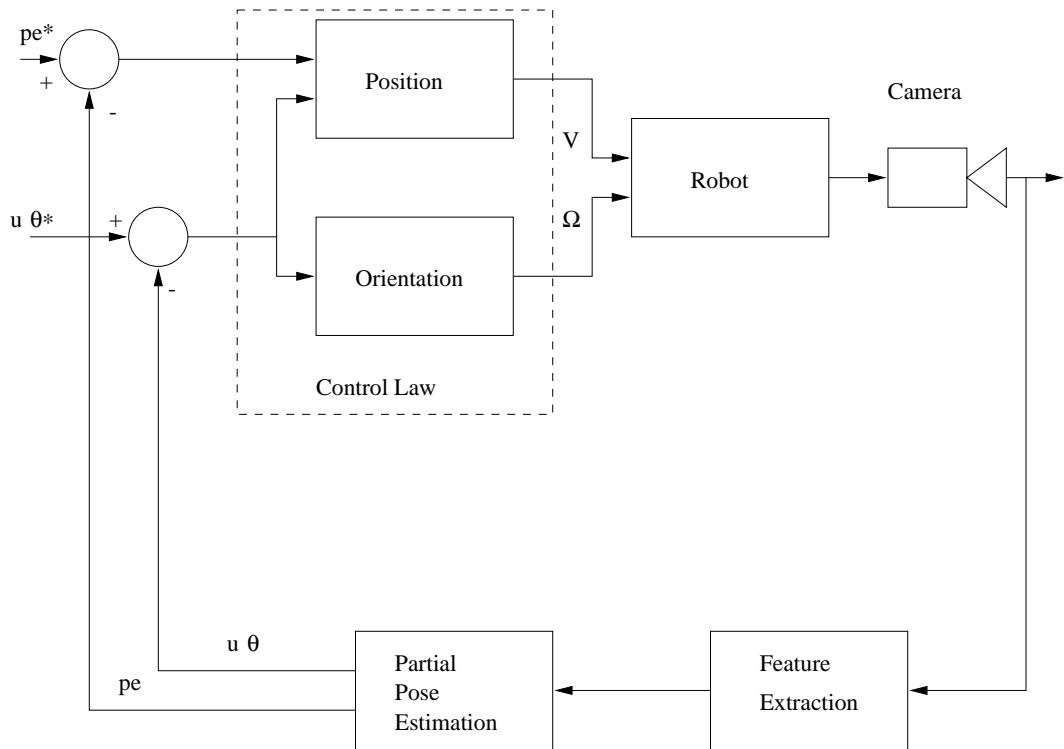 pe*
+
-
Position
Camera
V
Robot
u θ*
+
-
Ω
Orientation
Control Law
u θ
pe
Partial
Pose
Estimation
Feature
Extraction